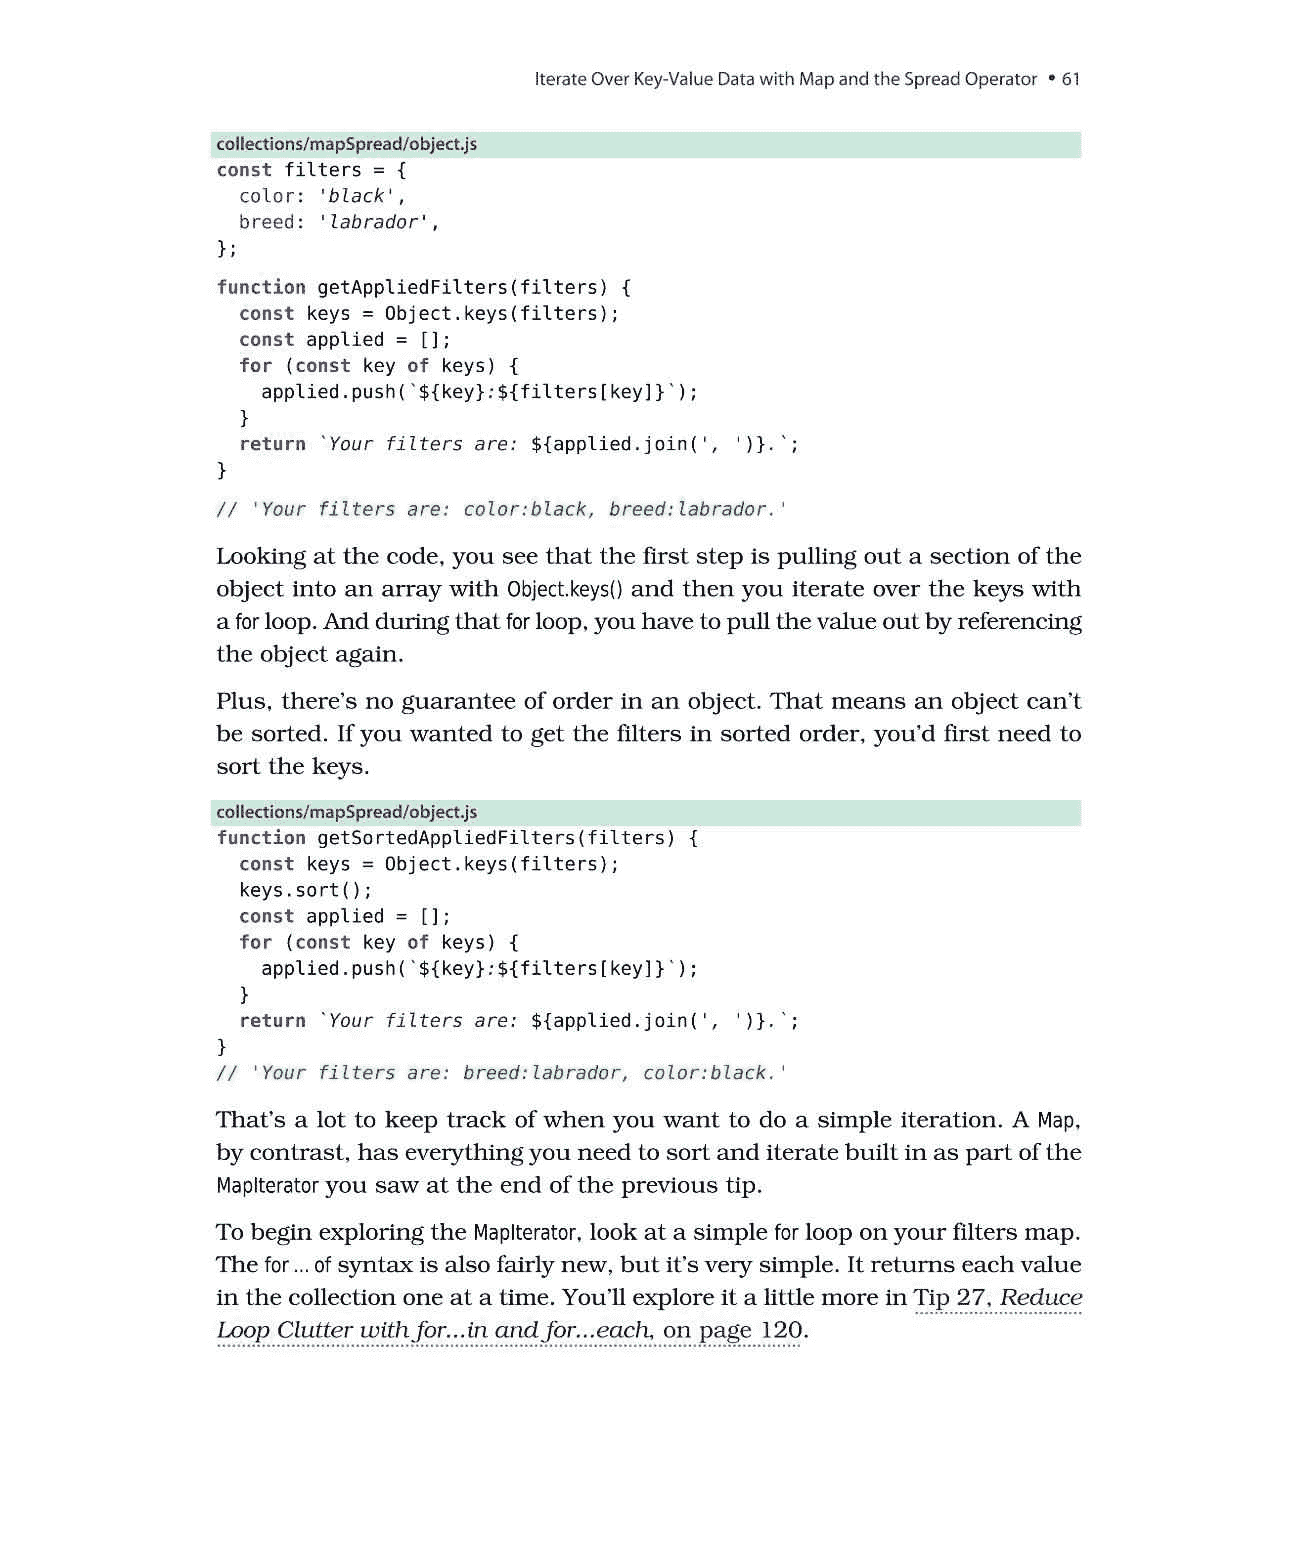 Iterate Over Key-Value Data with Map and the Spread Operator • 61
collections/mapSpread/object.js
const filters = {
  color: 'black',
  breed: 'labrador',
};
function getAppliedFilters(filters) {
  const keys = Object.keys(filters);
  const applied = [];
  for (const key of keys) {
    applied.push(`${key}:${filters[key]}`);
  }
  return `Your filters are: ${applied.join(', ')}.`;
}
// 'Your filters are: color:black, breed:labrador.'
Looking at the code, you see that the first step is pulling out a section of the
object into an array with Object.keys() and then you iterate over the keys with
a for loop. And during that for loop, you have to pull the value out by referencing
the object again.
Plus, there's no guarantee of order in an object. That means an object can't
be sorted. If you wanted to get the filters in sorted order, you'd first need to
sort the keys.
collections/mapSpread/object.js
function getSortedAppliedFilters(filters) {
  const keys = Object.keys(filters);
  keys.sort();
  const applied = [];
  for (const key of keys) {
    applied.push(`${key}:${filters[key]}`);
  }
  return `Your filters are: ${applied.join(', ')}.`;
}
// 'Your filters are: breed:labrador, color:black.'
That's a lot to keep track of when you want to do a simple iteration. A Map,
by contrast, has everything you need to sort and iterate built in as part of the
MapIterator you saw at the end of the previous tip.
To begin exploring the MapIterator, look at a simple for loop on your filters map.
The for ... of syntax is also fairly new, but it's very simple. It returns each value
in the collection one at a time. You'll explore it a little more in Tip 27, Reduce
Loop Clutter with for...in and for...each, on page 120.